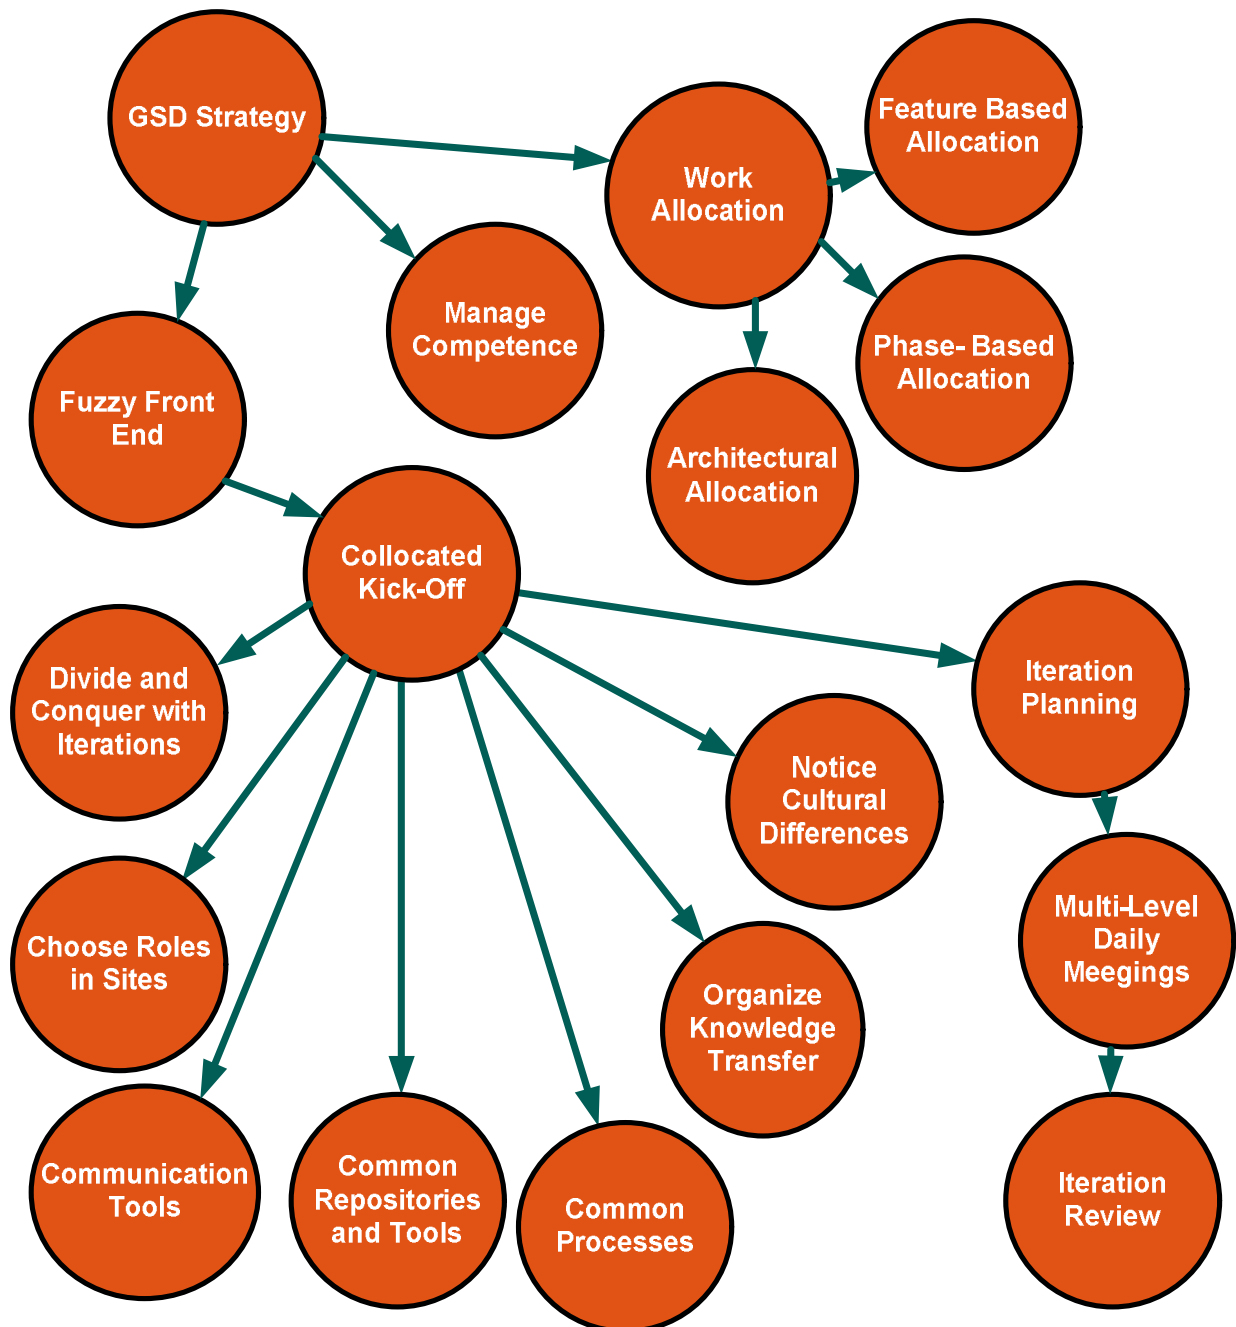 GSD Strategy
Work
Allocation
Feature Based
Allocation
Manage
Competence
Phase- Based
Allocation
Fuzzy Front
End
Architectural
Allocation
Collocated
Kick-Off
Divide and
Conquer with
Iterations
Iteration
Planning
Notice
Cultural
Differences
Choose Roles
in Sites
Multi-Level
Daily
Meegings
Organize
Knowledge
Transfer
Communication
Tools
Common
Repositories
and Tools
Common
Processes
Iteration
Review